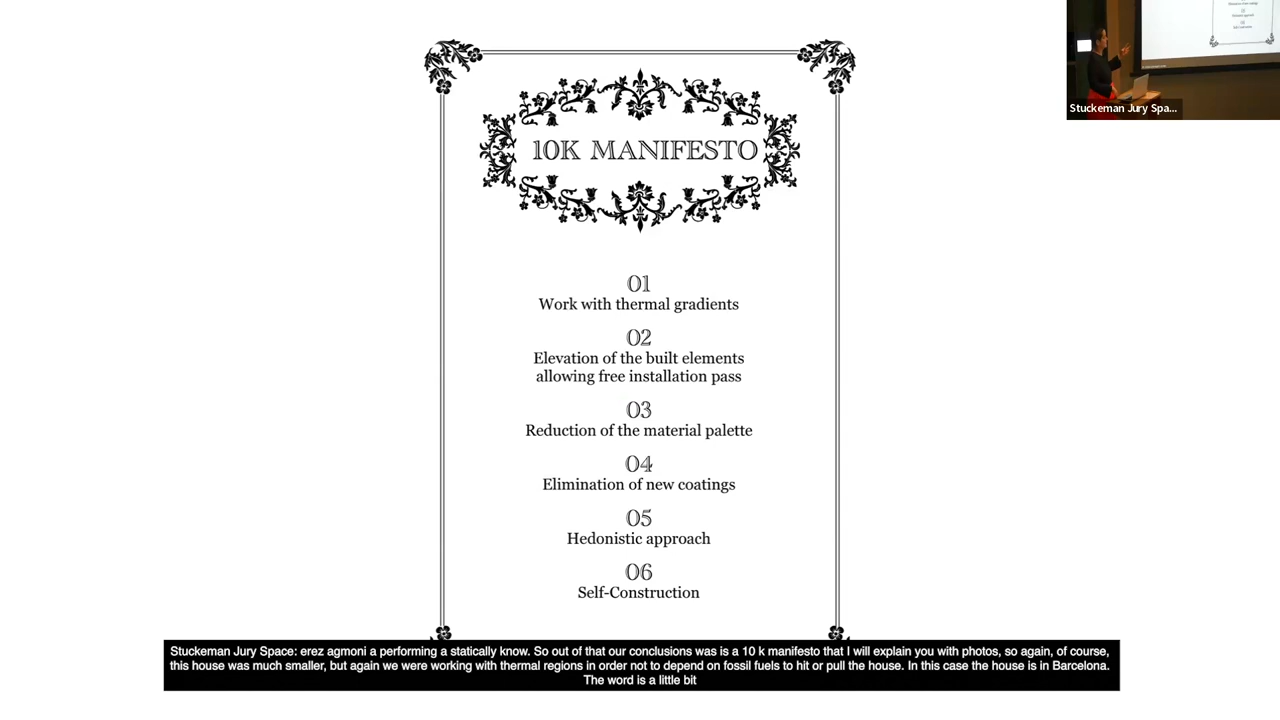 10K MANIFESTO
01
Work with thermal gradients
02
Elevation of the built elements
allowing free installation pass
03
Reduction of the material palette
04
Elimination of new coatings
05
Hedonistic approach
06
Self-Construction
Stuckeman Jury Spa...
Stuckeman Jury Space: erez agmoni a performing a statically know. So out of that our conclusions was is a 10 k manifesto that I will explain you with photos, so again, of course,
this house was much smaller, but again we were working with thermal regions in order not to depend on fossil fuels to hit or pull the house. In this case the house is in Barcelona.
The word is a little bit